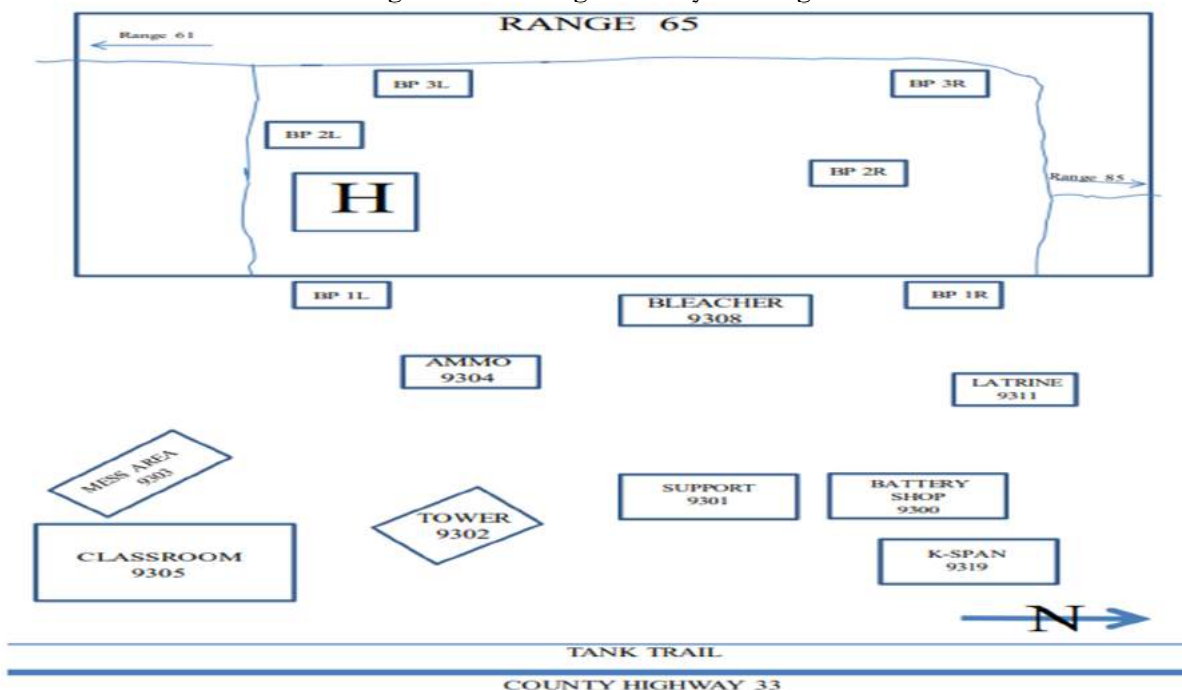 RANGE 65
Range 61
BP 3L
BP 3R
BP 2L
BP 2R
H
Range 85
BP 1L
BLEACHER
9308
BP 1R
AMMO
9304
LATRINE
9311
MESS AREA
9303
SUPPORT
9301
BATTERY
SHOP
9300
TOWER
9302
CLASSROOM
9305
K-SPAN
9319
N
TANK TRAIL
COUNTY HIGHWAY 33